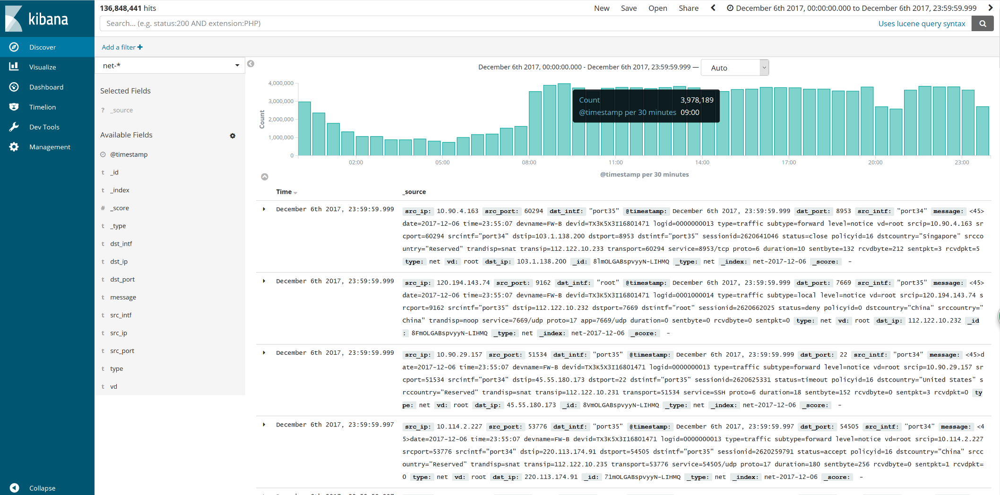 kibana
Discover
Visualize
Dashboard
Timelion
Dev Tools
Management
Collapse
136,848,441 hits
New Save Open Share December 6th 2017, 00:00:00.000 to December 6th 2017, 23:59:59.999
Search... (e.g. status:200 AND extension:PHP) Uses lucene query syntax
Add a filter +
net-*
Selected Fields
? _source
Available Fields
@timestamp
t _id
t _index
# _score
t _type
t dst_intf
t dst_ip
t dst_port
t message
t src_intf
t src_ip
t src_port
t type
t vd
December 6th 2017, 00:00:00.000 - December 6th 2017, 23:59:59.999 — Auto
4,000,000
3,000,000
2,000,000
1,000,000
0
Count
Count 3,978,189
@timestamp per 30 minutes 09:00
02:00 05:00 08:00 11:00 14:00 17:00 20:00 23:00
@timestamp per 30 minutes
Time _source
December 6th 2017, 23:59:59.999 src_ip: 10.90.4.163 src_port: 60294 dst_intf: "port35" @timestamp: December 6th 2017, 23:59:59.999 dst_port: 8953 src_intf: "port34" message: <45>
date=2017-12-06 time=23:55:07 devname=FW-B devid=TX3K5X3I16801471 logid=0000000013 type=traffic subtype=forward level=notice vd=root srcip=10.90.4.163 sr
cport=60294 srcintf="port34" dstip=103.1.138.200 dstport=8953 dstintf="port35" sessionid=2620641046 status=close policyid=16 dstcountry="Singapore" srcco
untry="Reserved" trandisp=snat transip=112.122.10.233 transport=60294 service=8953/tcp proto=6 duration=10 sentbyte=132 rcvdbyte=212 sentpkt=3 rcvdpkt=5
type: net vd: root dst_ip: 103.1.138.200 _id: 8lmOLGABspvyyN-LIHMQ _type: net _index: net-2017-12-06 _score: -
December 6th 2017, 23:59:59.999 src_ip: 120.194.143.74 src_port: 9162 dst_intf: "root" @timestamp: December 6th 2017, 23:59:59.999 dst_port: 7669 src_intf: "port35" message: <45>
date=2017-12-06 time=23:55:07 devname=FW-B devid=TX3K5X3I16801471 logid=0001000014 type=traffic subtype=local level=notice vd=root srcip=120.194.143.74 s
rcport=9162 srcintf="port35" dstip=112.122.10.232 dstport=7669 dstintf="root" sessionid=2620662025 status=deny policyid=0 dstcountry="China" srccountry="
China" trandisp=noop service=7669/udp proto=17 app=7669/udp duration=0 sentbyte=0 rcvdbyte=0 sentpkt=0 type: net vd: root dst_ip: 112.122.10.232 _id
: 8FmOLGABspvyyN-LIHMQ _type: net _index: net-2017-12-06 _score: -
December 6th 2017, 23:59:59.999 src_ip: 10.90.29.157 src_port: 51534 dst_intf: "port35" @timestamp: December 6th 2017, 23:59:59.999 dst_port: 22 src_intf: "port34" message: <45>d
ate=2017-12-06 time=23:55:07 devname=FW-B devid=TX3K5X3I16801471 logid=0000000013 type=traffic subtype=forward level=notice vd=root srcip=10.90.29.157 sr
cport=51534 srcintf="port34" dstip=45.55.180.173 dstport=22 dstintf="port35" sessionid=2620625331 status=timeout policyid=16 dstcountry="United States" s
rccountry="Reserved" trandisp=snat transip=112.122.10.231 transport=51534 service=SSH proto=6 duration=18 sentbyte=152 rcvdbyte=0 sentpkt=3 rcvdpkt=0 ty
pe: net vd: root dst_ip: 45.55.180.173 _id: 8VmOLGABspvyyN-LIHMQ _type: net _index: net-2017-12-06 _score: -
December 6th 2017, 23:59:59.997 src_ip: 10.114.2.227 src_port: 53776 dst_intf: "port35" @timestamp: December 6th 2017, 23:59:59.997 dst_port: 54505 src_intf: "port34" message: <4
5>date=2017-12-06 time=23:55:07 devname=FW-B devid=TX3K5X3I16801471 logid=0000000013 type=traffic subtype=forward level=notice vd=root srcip=10.114.2.227
srcport=53776 srcintf="port34" dstip=220.113.174.91 dstport=54505 dstintf="port35" sessionid=2620259791 status=accept policyid=16 dstcountry="China" srcc
ountry="Reserved" trandisp=snat transip=112.122.10.235 transport=53776 service=54505/udp proto=17 duration=180 sentbyte=256 rcvdbyte=0 sentpkt=1 rcvdpkt=
0 type: net vd: root dst_ip: 220.113.174.91 _id: 71mOLGABspvyyN-LIHMQ _type: net _index: net-2017-12-06 _score: -